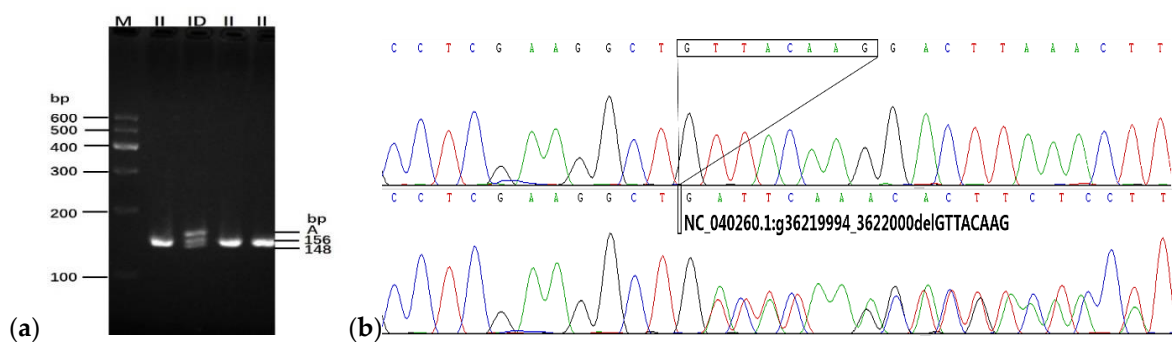 M II ID II II
bp
600
500
400
300
200
100
bp
A
156
148
(a)
C C T C G A A G G C T G T T A C A A G G A C T T A A A C T T
C C T C G A A G G C T G A T T C A A A C A C T T C T C C T T
NC_040260.1:g36219994_3622000delGTTACAAG
(b)